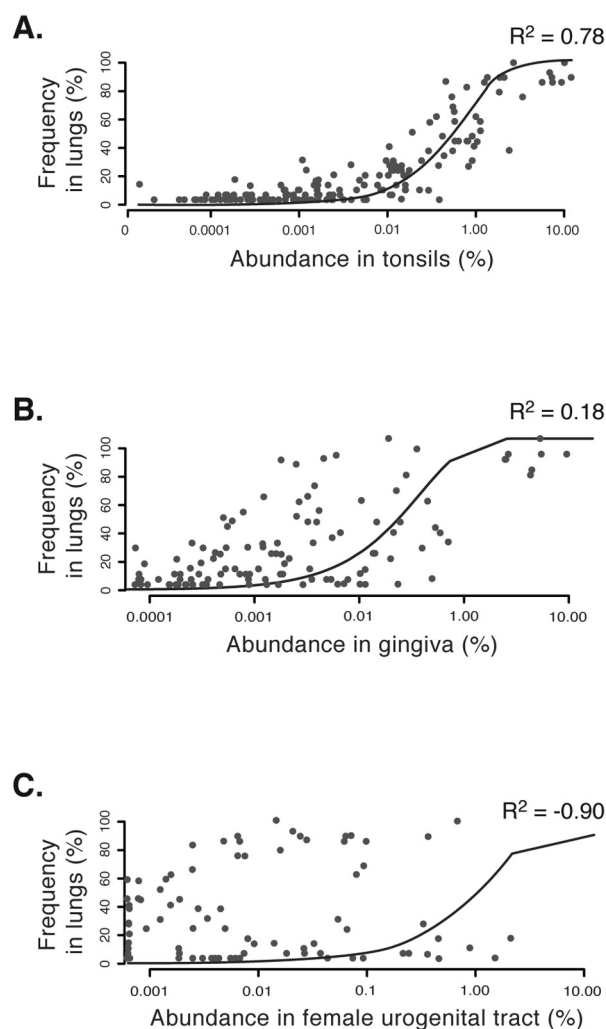 A.
R² = 0.78
Frequency
in lungs (%)
0 20 40 60 80 100
0 0.0001 0.001 0.01 1.00 10.00
Abundance in tonsils (%)
B.
R² = 0.18
Frequency
in lungs (%)
0 20 40 60 80 100
0.0001 0.001 0.01 1.00 10.00
Abundance in gingiva (%)
C.
R² = -0.90
Frequency
in lungs (%)
0 20 40 60 80 100
0.001 0.01 0.1 1.00 10.00
Abundance in female urogenital tract (%)